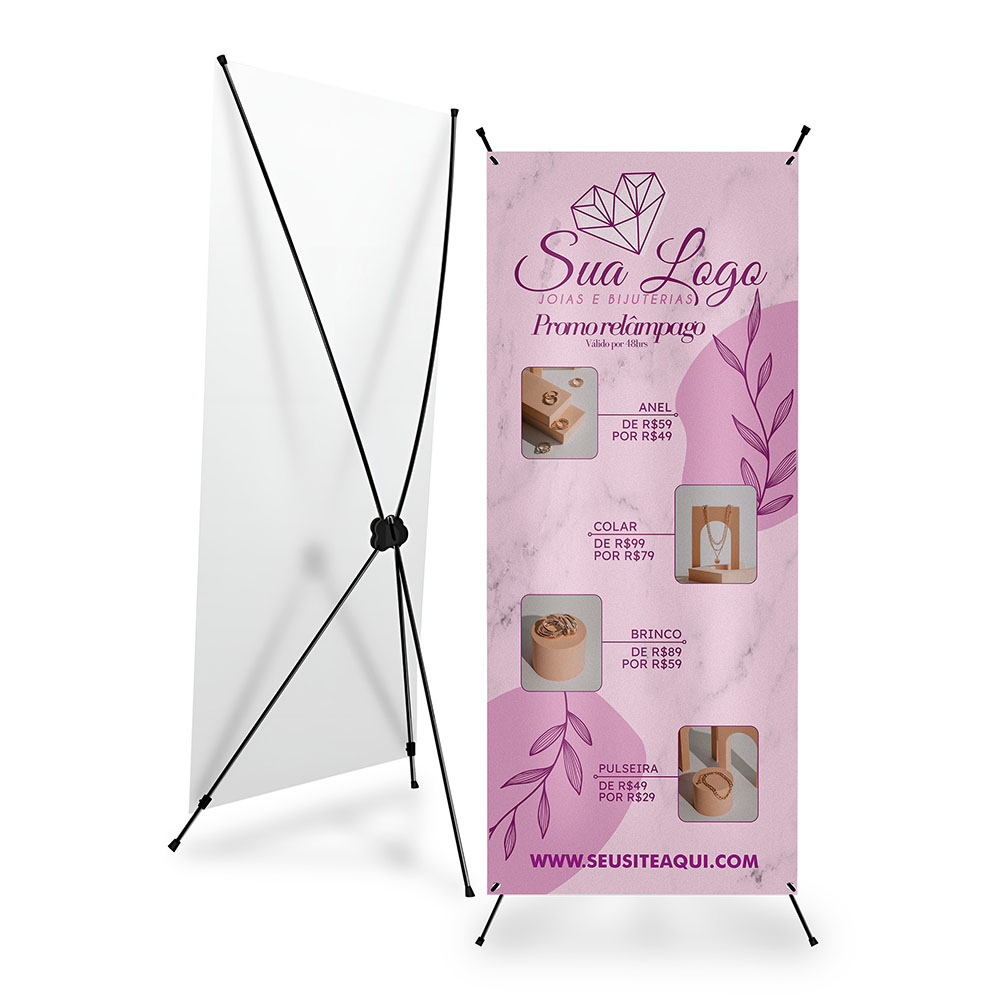 Sua Logo
JOIAS E BIJUTERIAS
Promo relâmpago
Válido por 48hrs
ANEL
DE R$59
POR R$49
COLAR
DE R$99
POR R$79
BRINCO
DE R$89
POR R$59
PULSEIRA
DE R$49
POR R$29
WWW.SEUSITEAQUI.COM